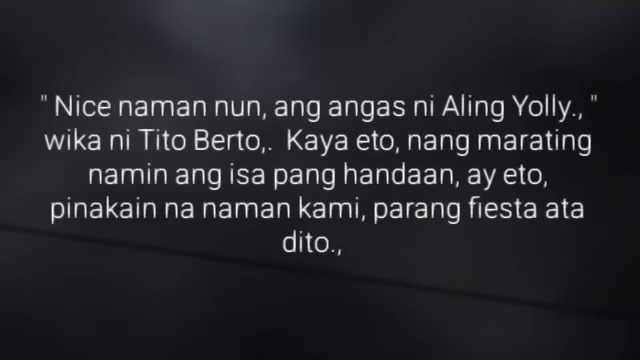 " Nice naman nun, ang angas ni Aling Yolly., "
wika ni Tito Berto,.  Kaya eto, nang marating
namin ang isa pang handaan, ay eto,
pinakain na naman kami, parang fiesta ata
dito.,